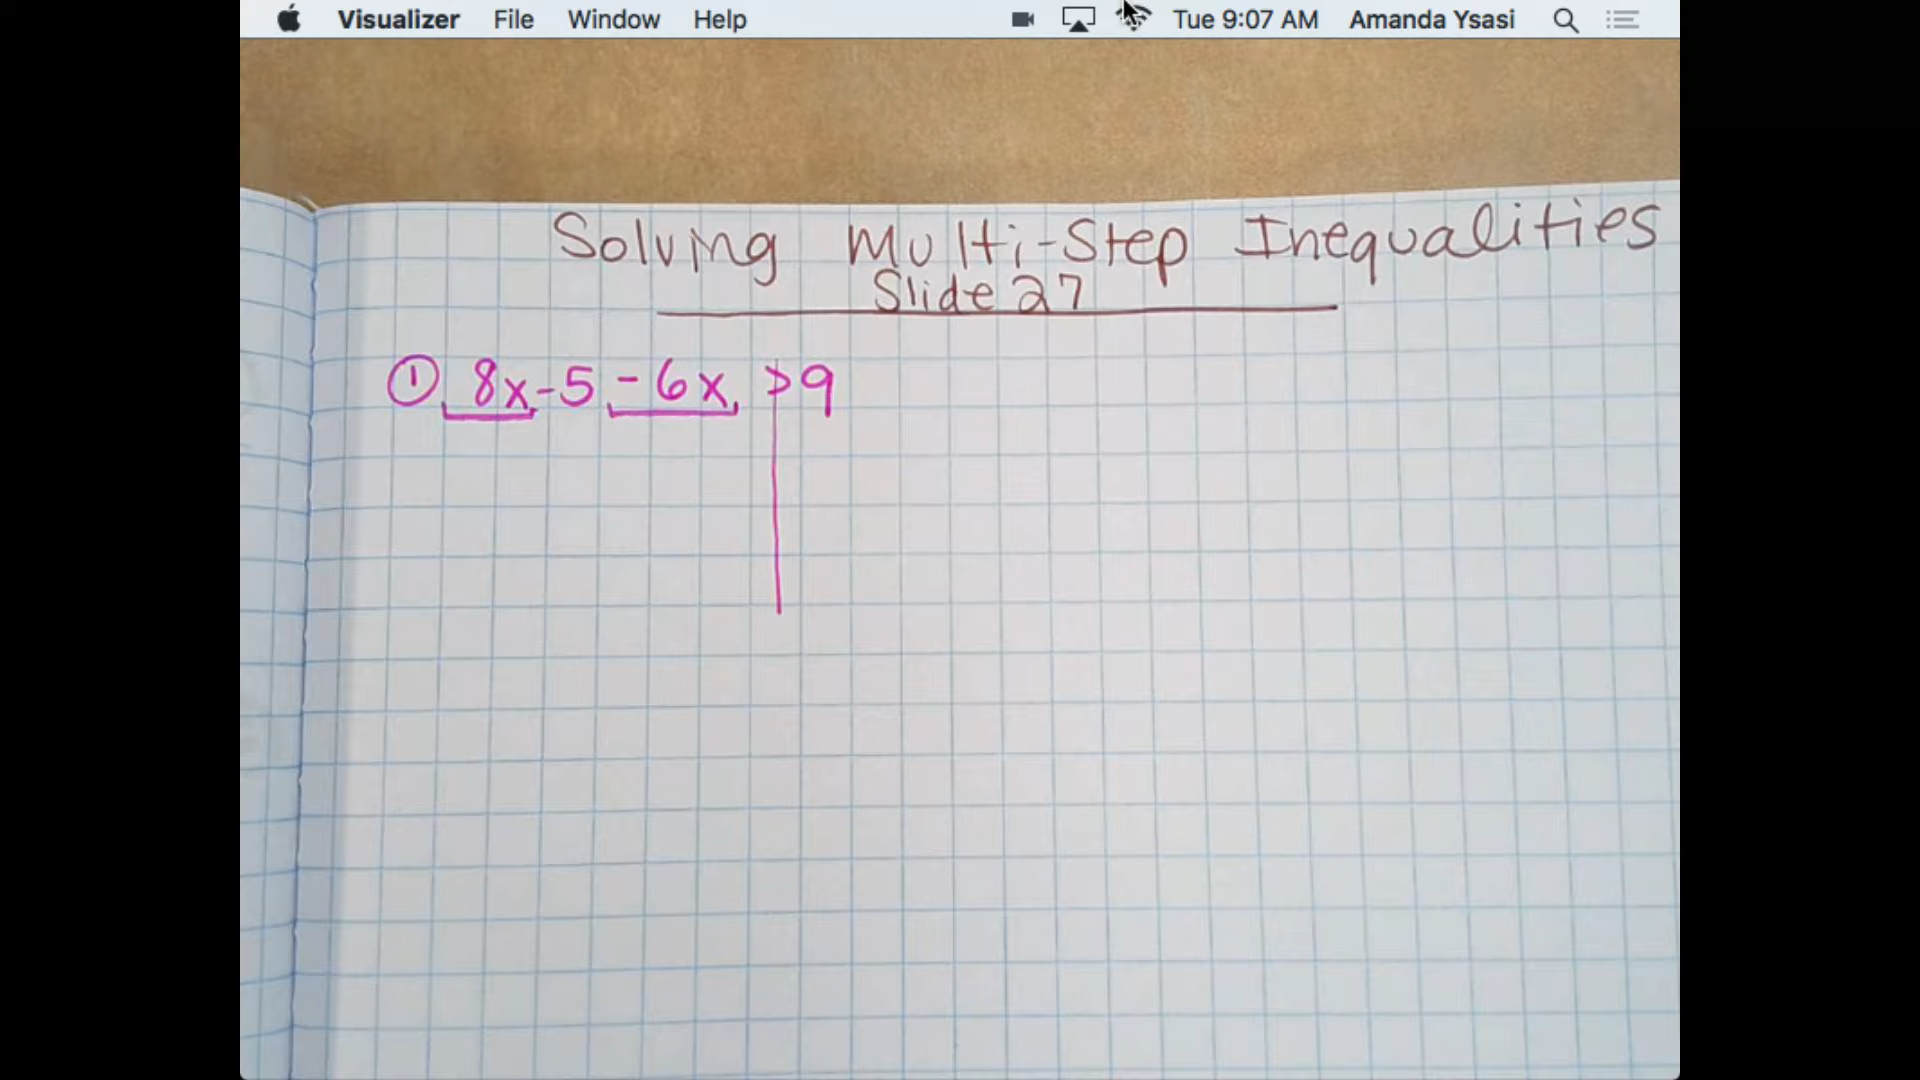 Visualizer File Window Help Tue 9:07 AM Amanda Ysasi
Solving Multi-Step Inequalities
Slide 27
① 8x-5-6x >9